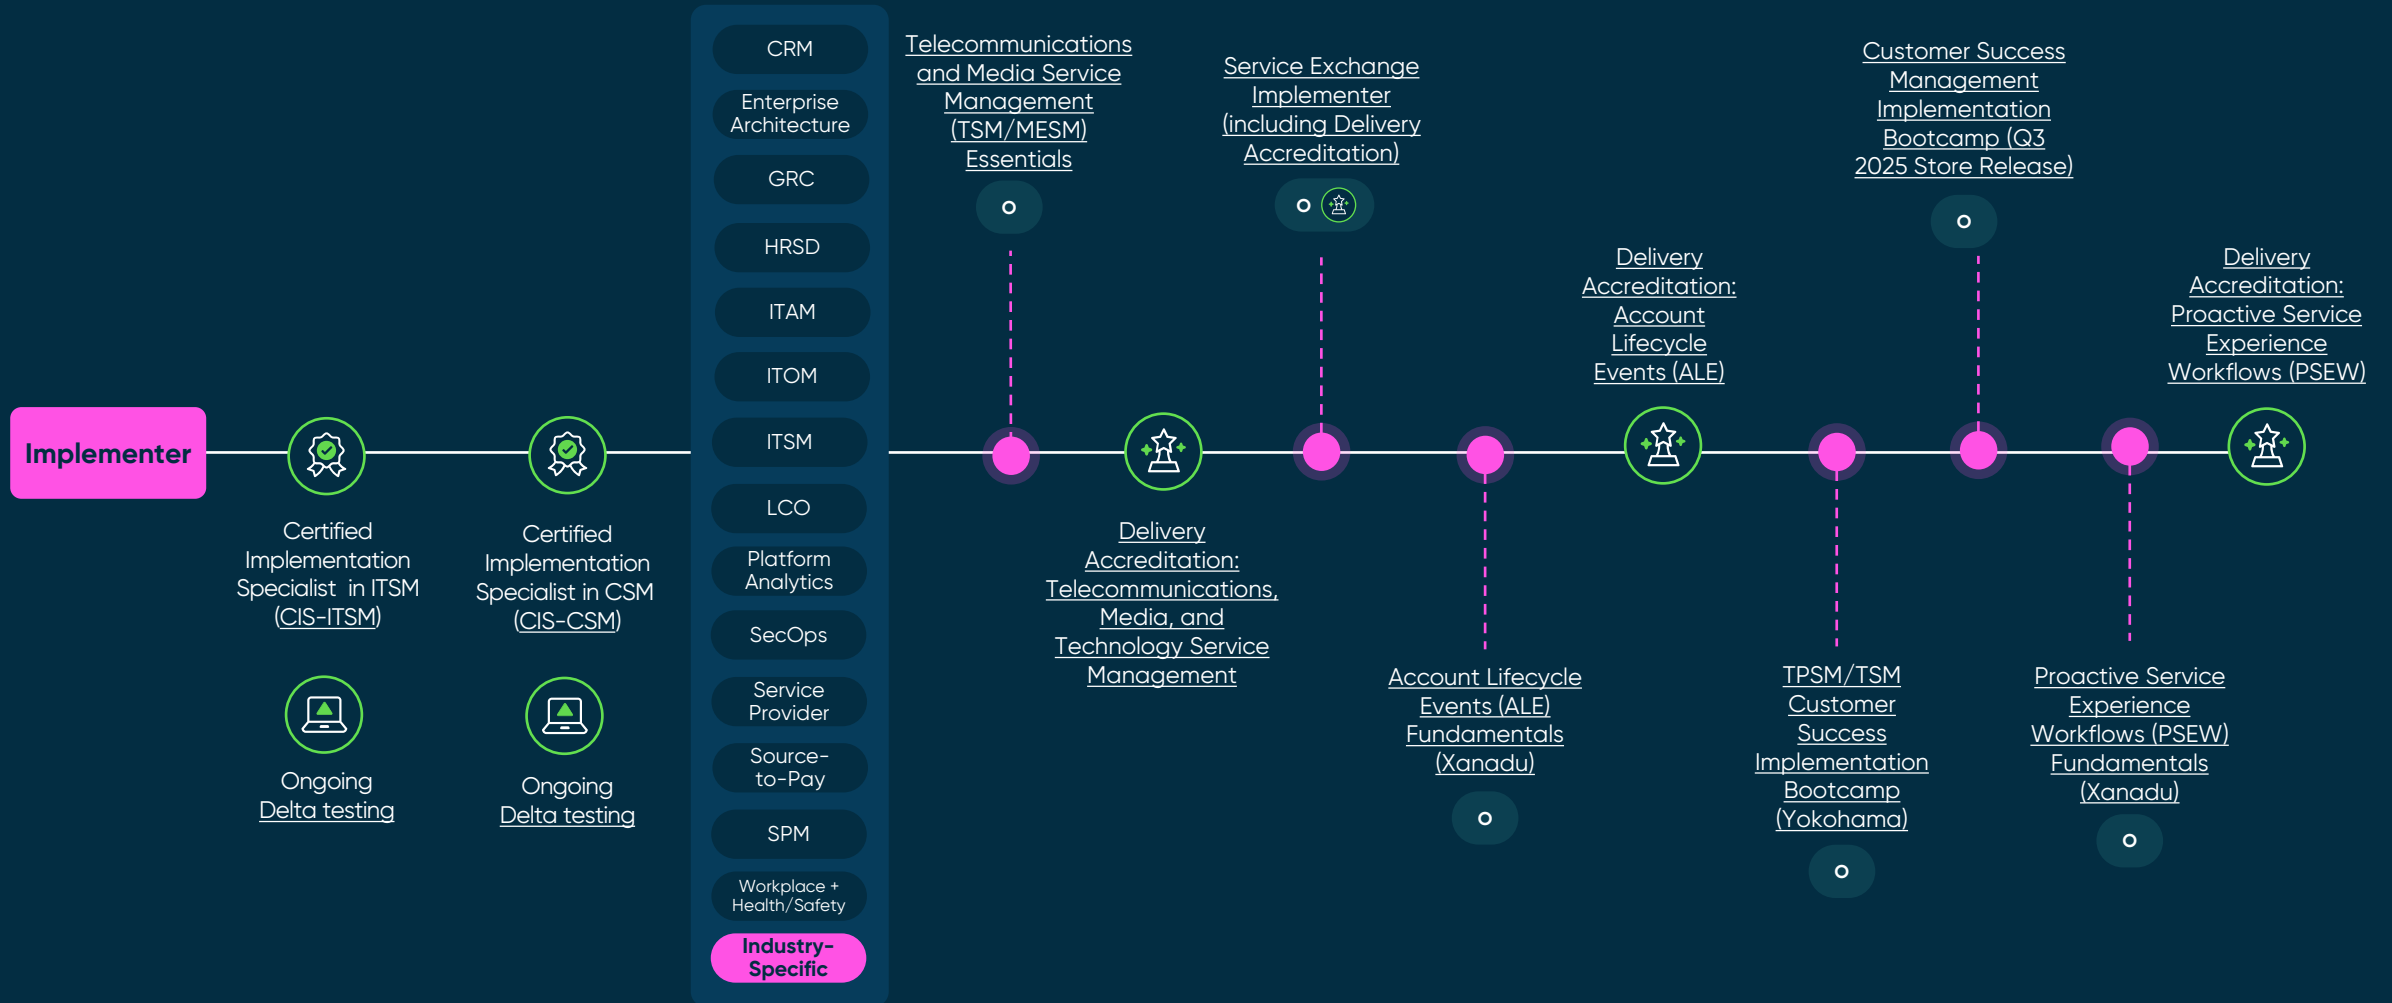 Implementer
Certified
Implementation
Specialist in ITSM
(CIS-ITSM)
Ongoing
Delta testing
Certified
Implementation
Specialist in CSM
(CIS-CSM)
Ongoing
Delta testing
CRM
Enterprise
Architecture
GRC
HRSD
ITAM
ITOM
ITSM
LCO
Platform
Analytics
SecOps
Service
Provider
Source-
to-Pay
SPM
Workplace +
Health/Safety
Industry-
Specific
Telecommunications
and Media Service
Management
(TSM/MESM)
Essentials
Delivery
Accreditation:
Telecommunications,
Media, and
Technology Service
Management
Service Exchange
Implementer
(including Delivery
Accreditation)
Account Lifecycle
Events (ALE)
Fundamentals
(Xanadu)
Delivery
Accreditation:
Account
Lifecycle
Events (ALE)
TPSM/TSM
Customer
Success
Implementation
Bootcamp
(Yokohama)
Customer Success
Management
Implementation
Bootcamp (Q3
2025 Store Release)
Proactive Service
Experience
Workflows (PSEW)
Fundamentals
(Xanadu)
Delivery
Accreditation:
Proactive Service
Experience
Workflows (PSEW)